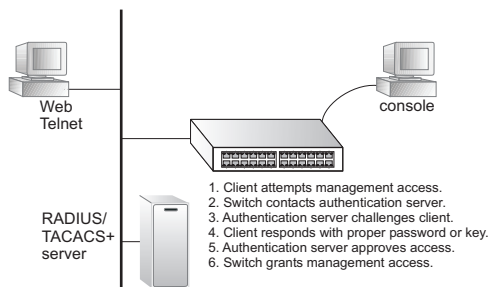 Web
Telnet
console
RADIUS/
TACACS+
server
1. Client attempts management access.
2. Switch contacts authentication server.
3. Authentication server challenges client.
4. Client responds with proper password or key.
5. Authentication server approves access.
6. Switch grants management access.